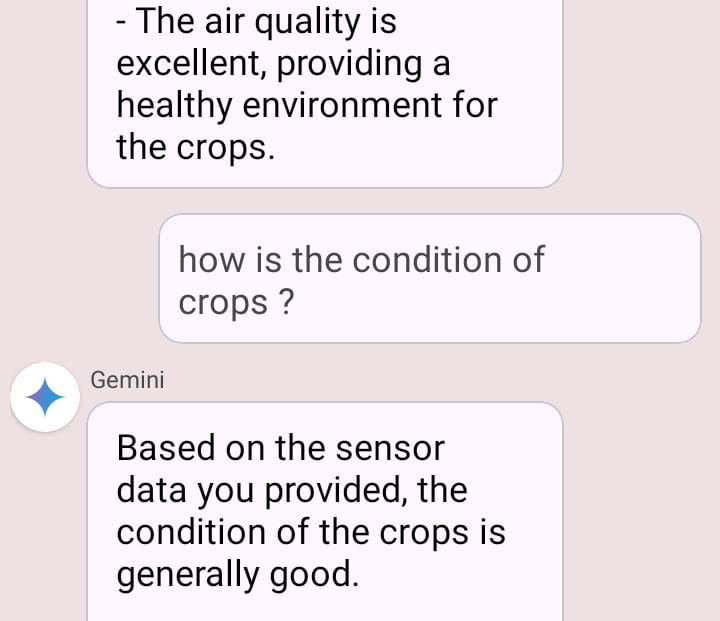 - The air quality is
excellent, providing a
healthy environment for
the crops.
how is the condition of
crops ?
Gemini
Based on the sensor
data you provided, the
condition of the crops is
generally good.